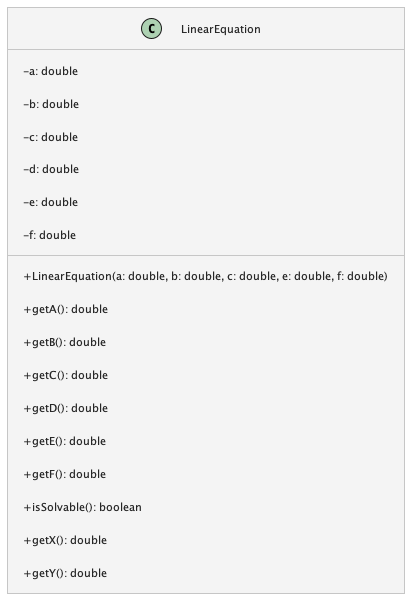 C LinearEquation
-a: double
-b: double
-c: double
-d: double
-e: double
-f: double
+LinearEquation(a: double, b: double, c: double, e: double, f: double)
+getA(): double
+getB(): double
+getC(): double
+getD(): double
+getE(): double
+getF(): double
+isSolvable(): boolean
+getX(): double
+getY(): double